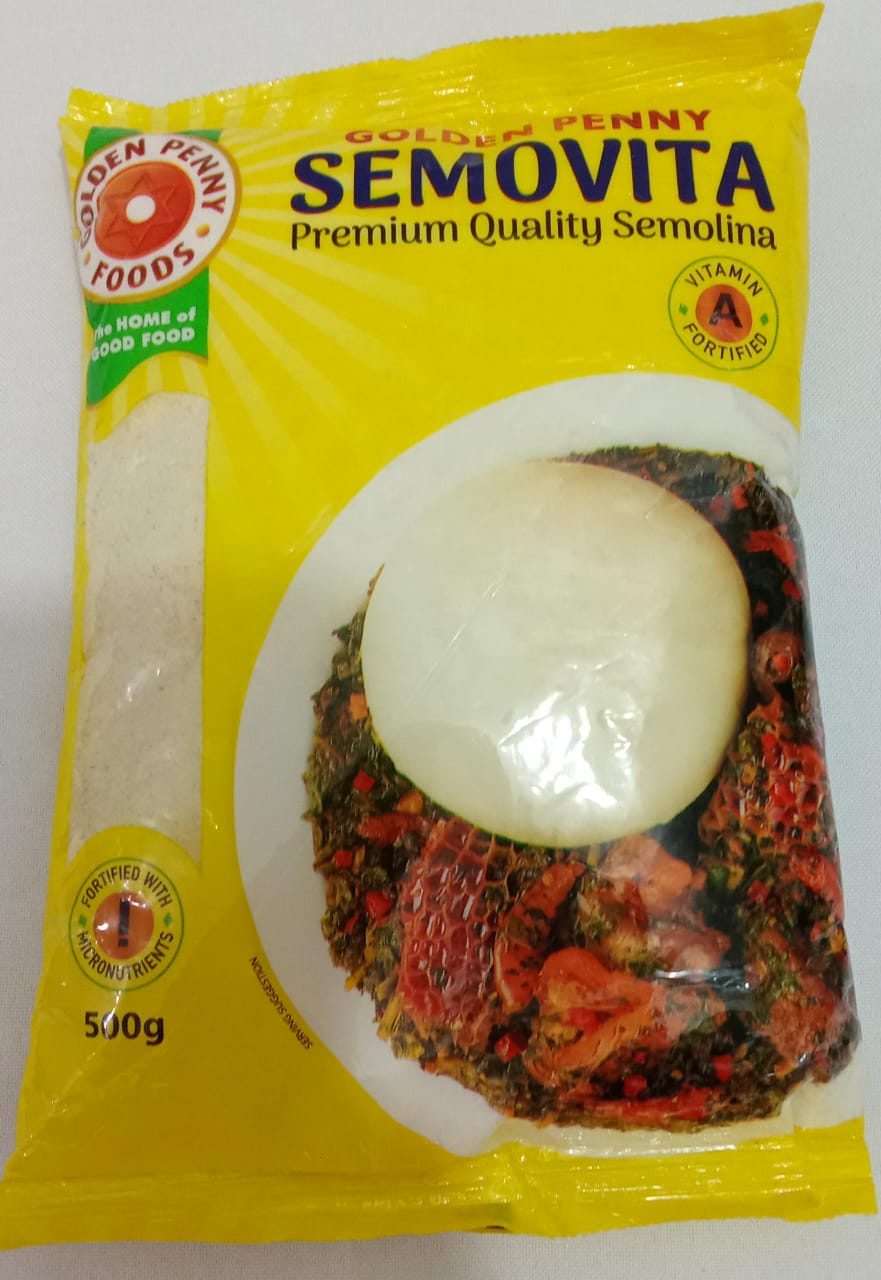 GOLDEN PENNY
SEMOVITA
Premium Quality Semolina
GOLDEN PENNY
FOODS
The HOME of
GOOD FOOD
VITAMIN
A
FORTIFIED
FORTIFIED WITH
!
MICRONUTRIENTS
500g
SERVING SUGGESTION